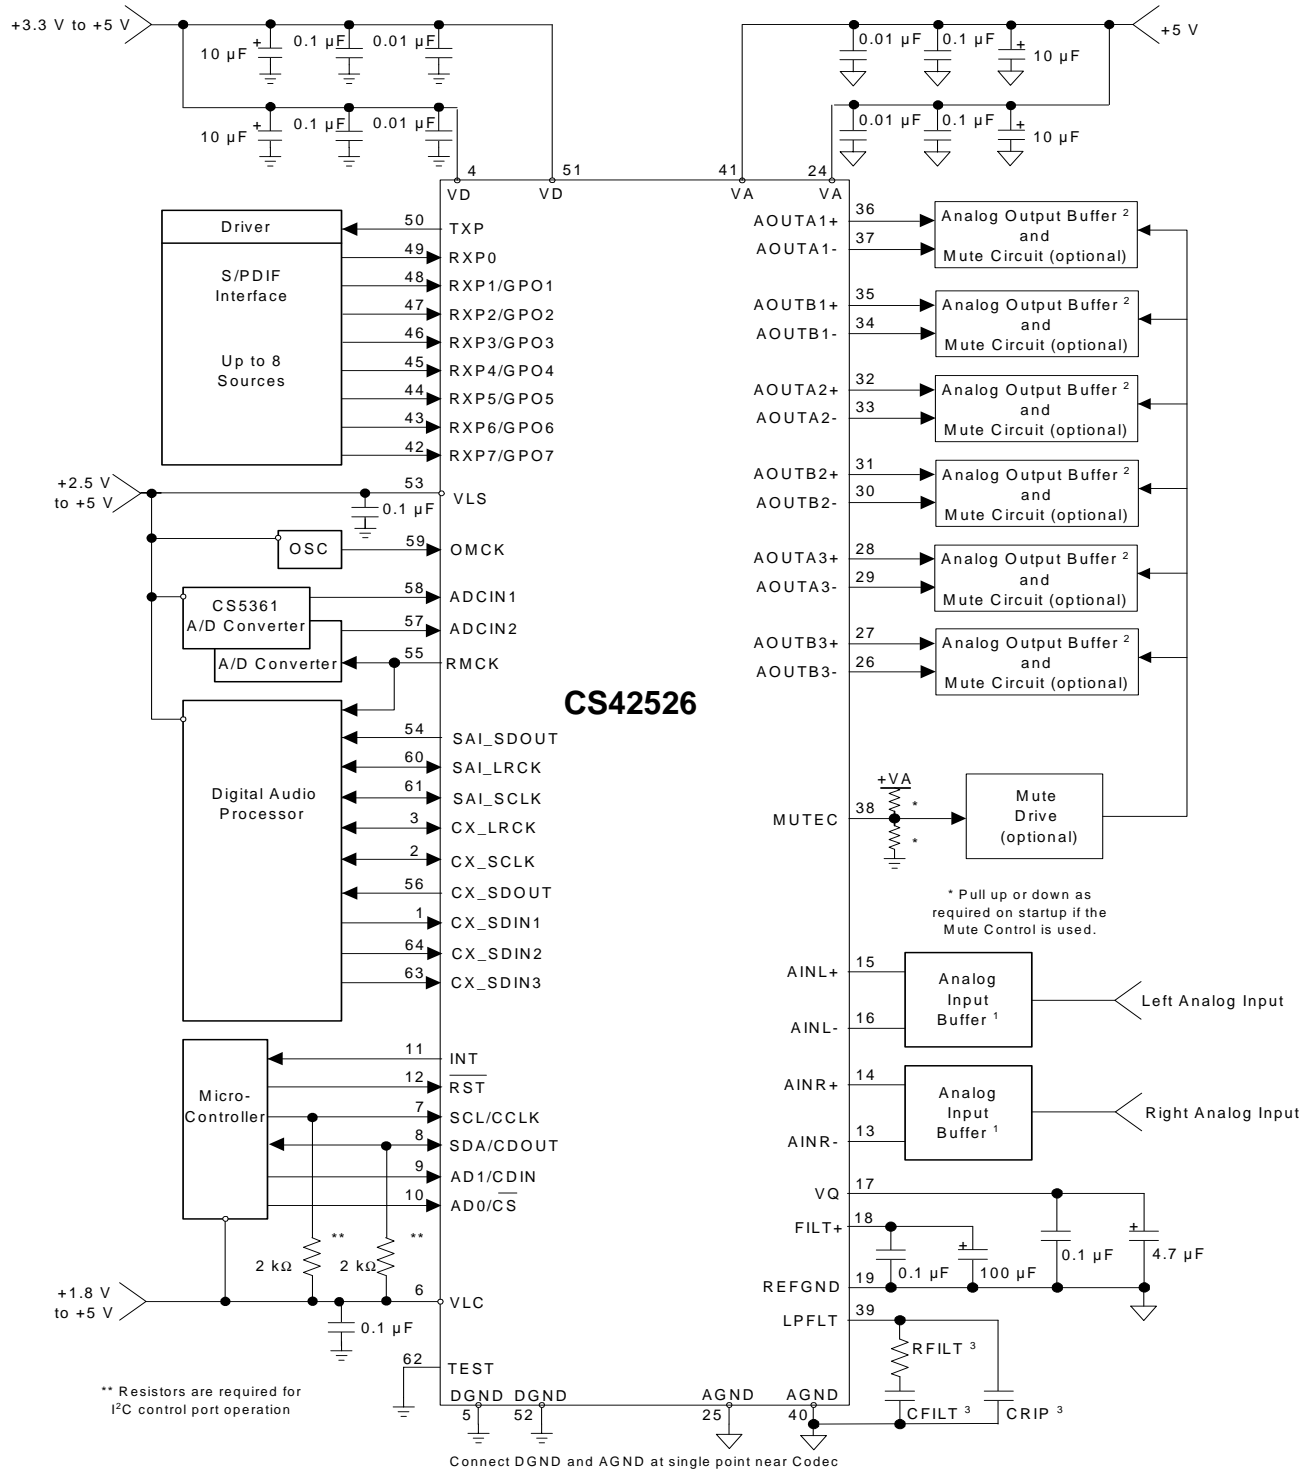 +3.3 V to +5 V
10 µF
+
0.1 µF
0.01 µF
10 µF
+
0.1 µF
0.01 µF
0.01 µF
0.1 µF
+
10 µF
+5 V
0.01 µF
0.1 µF
+
10 µF
4
VD
51
VD
41
VA
24
VA
Driver
S/PDIF
Interface
Up to 8
Sources
50 TXP
49 RXP0
48 RXP1/GPO1
47 RXP2/GPO2
46 RXP3/GPO3
45 RXP4/GPO4
44 RXP5/GPO5
43 RXP6/GPO6
42 RXP7/GPO7
+2.5 V
to +5 V
53 VLS
0.1 µF
OSC
59 OMCK
CS5361
A/D Converter
58 ADCIN1
57 ADCIN2
A/D Converter
55 RMCK
CS42526
Digital Audio
Processor
54 SAI_SDOUT
60 SAI_LRCK
61 SAI_SCLK
3 CX_LRCK
2 CX_SCLK
56 CX_SDOUT
1 CX_SDIN1
64 CX_SDIN2
63 CX_SDIN3
Micro-
Controller
11 INT
12 RST
7 SCL/CCLK
8 SDA/CDOUT
9 AD1/CDIN
10 AD0/CS
**
2 kΩ
**
2 kΩ
+1.8 V
to +5 V
6 VLC
0.1 µF
62 TEST
** Resistors are required for
I²C control port operation
DGND
5
DGND
52
AGND
25
AGND
40
Connect DGND and AGND at single point near Codec
AOUTA1+ 36
AOUTA1- 37
Analog Output Buffer ²
and
Mute Circuit (optional)
AOUTB1+ 35
AOUTB1- 34
Analog Output Buffer ²
and
Mute Circuit (optional)
AOUTA2+ 32
AOUTA2- 33
Analog Output Buffer ²
and
Mute Circuit (optional)
AOUTB2+ 31
AOUTB2- 30
Analog Output Buffer ²
and
Mute Circuit (optional)
AOUTA3+ 28
AOUTA3- 29
Analog Output Buffer ²
and
Mute Circuit (optional)
AOUTB3+ 27
AOUTB3- 26
Analog Output Buffer ²
and
Mute Circuit (optional)
+VA
*
MUTEC 38
*
Mute
Drive
(optional)
* Pull up or down as
required on startup if the
Mute Control is used.
AINL+ 15
AINL- 16
Analog
Input
Buffer ¹
Left Analog Input
AINR+ 14
AINR- 13
Analog
Input
Buffer ¹
Right Analog Input
VQ 17
FILT+ 18
0.1 µF
+
100 µF
0.1 µF
+
4.7 µF
REFGND 19
LPFLT 39
RFILT ³
CFILT ³
CRIP ³